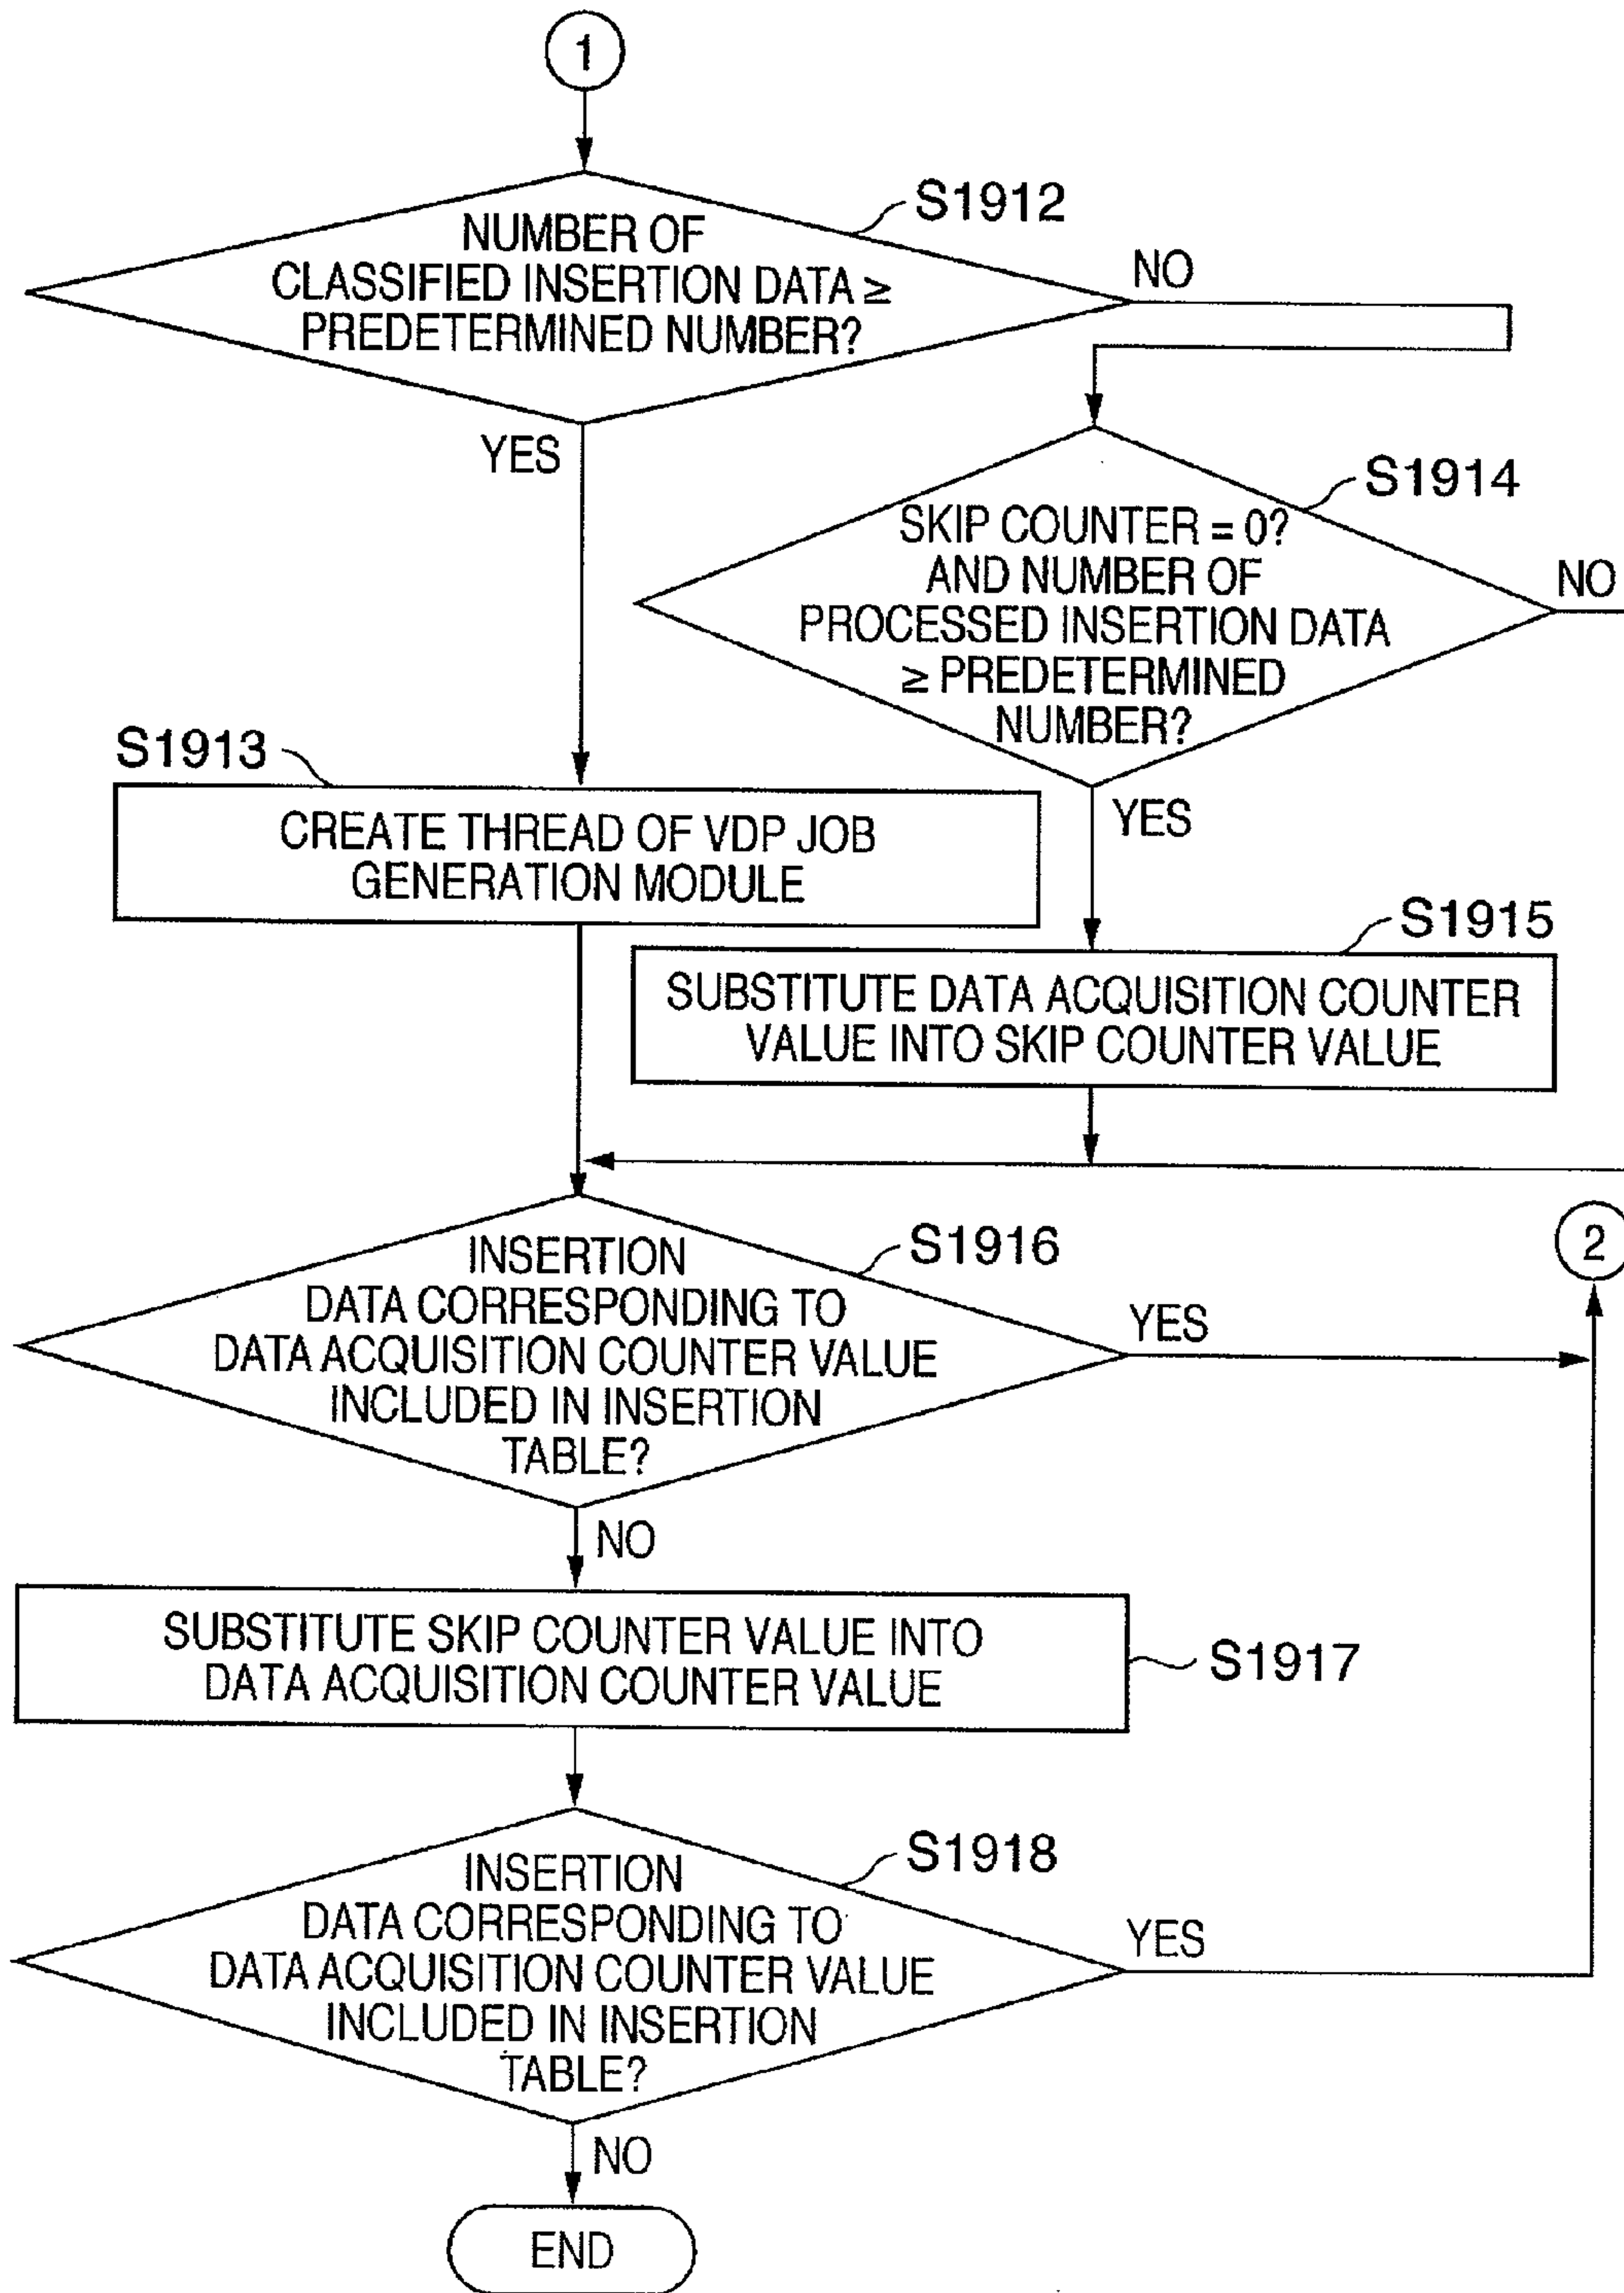 1
S1912
NUMBER OF
CLASSIFIED INSERTION DATA ≥
PREDETERMINED NUMBER?
NO
YES
S1914
SKIP COUNTER = 0?
AND NUMBER OF
PROCESSED INSERTION DATA
≥ PREDETERMINED
NUMBER?
NO
YES
S1913
CREATE THREAD OF VDP JOB
GENERATION MODULE
S1915
SUBSTITUTE DATA ACQUISITION COUNTER
VALUE INTO SKIP COUNTER VALUE
S1916
INSERTION
DATA CORRESPONDING TO
DATA ACQUISITION COUNTER VALUE
INCLUDED IN INSERTION
TABLE?
YES
2
NO
SUBSTITUTE SKIP COUNTER VALUE INTO
DATA ACQUISITION COUNTER VALUE
S1917
S1918
INSERTION
DATA CORRESPONDING TO
DATA ACQUISITION COUNTER VALUE
INCLUDED IN INSERTION
TABLE?
YES
NO
END